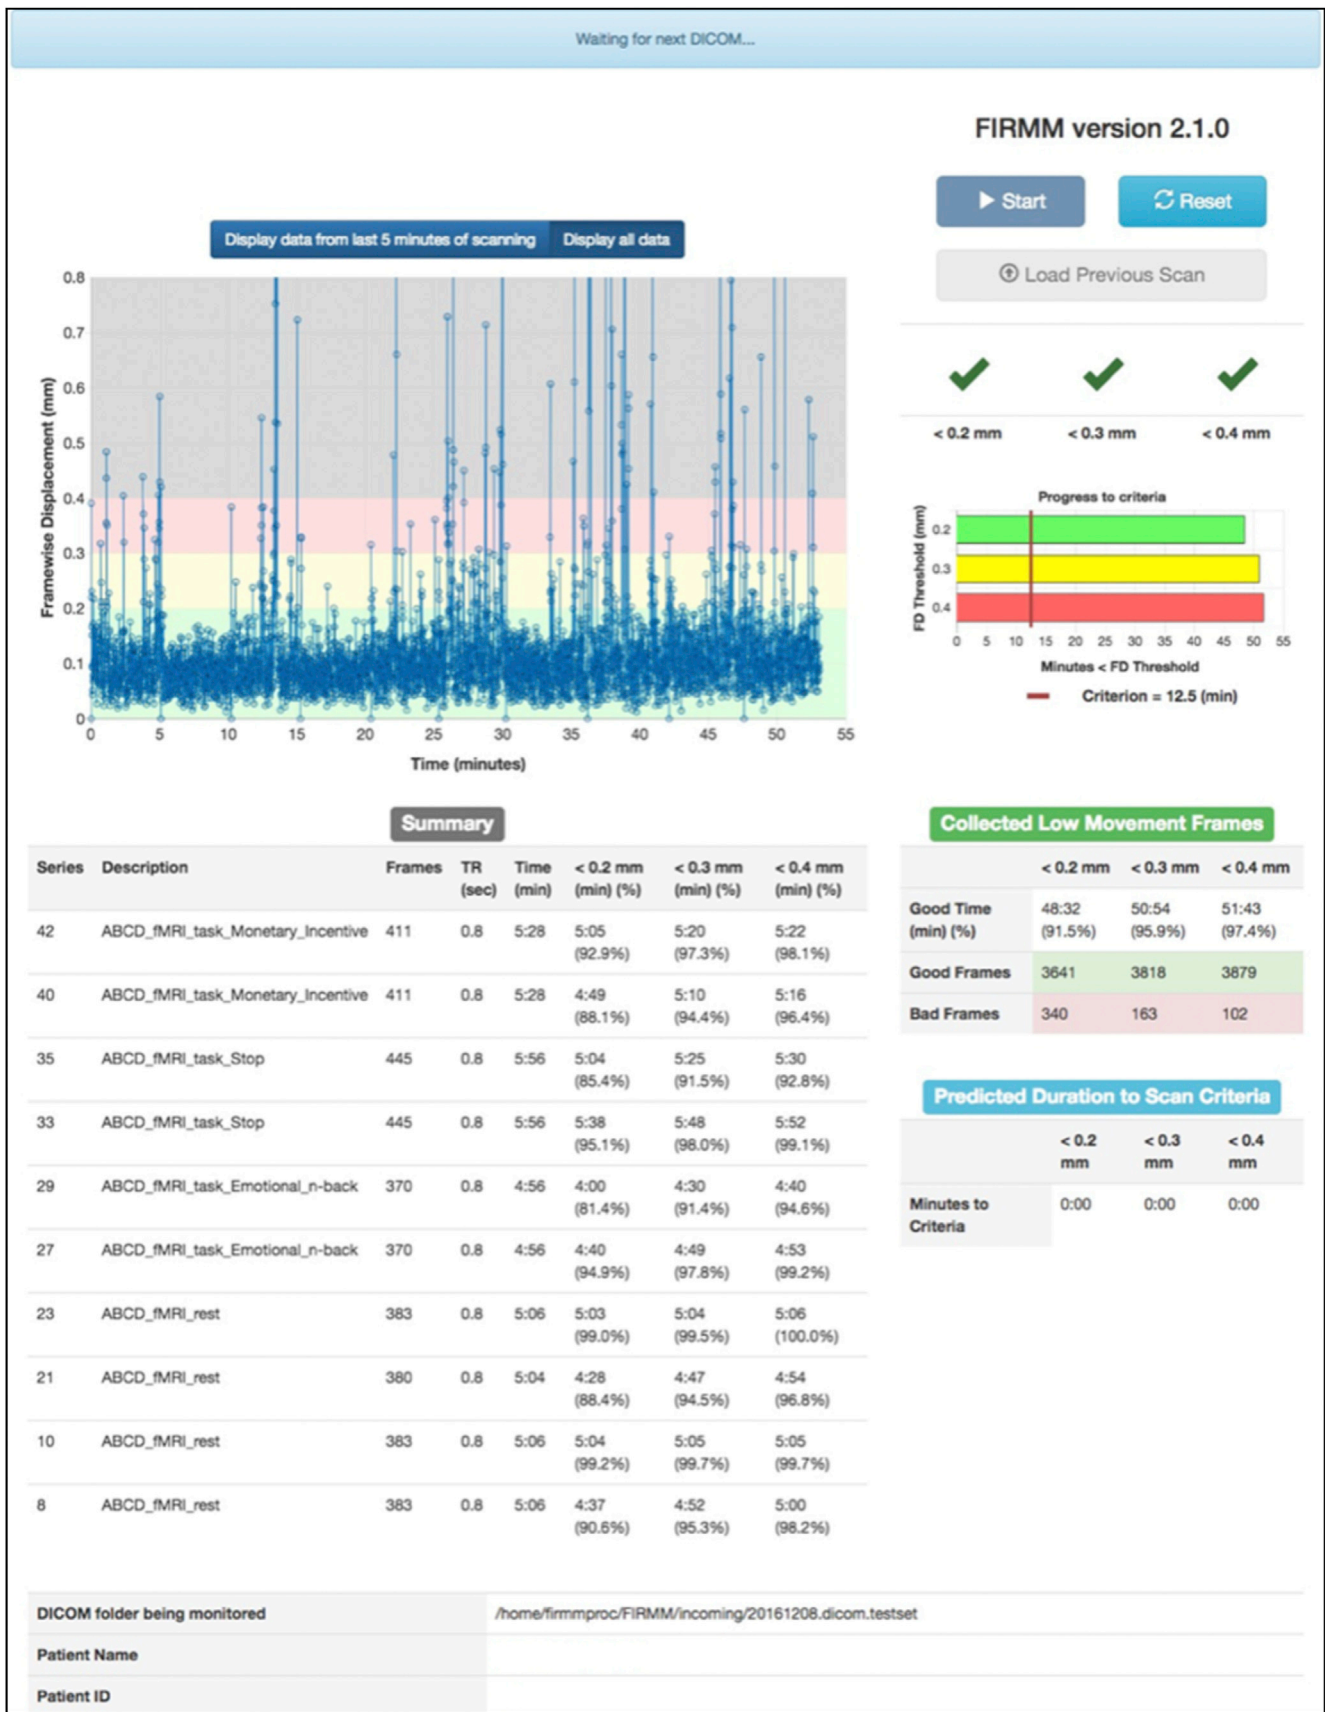 Waiting for next DICOM...
FIRMM version 2.1.0
Start
Reset
Load Previous Scan
Display data from last 5 minutes of scanning
Display all data
0.8
0.7
0.6
0.5
0.4
0.3
0.2
0.1
0
Framewise Displacement (mm)
0 5 10 15 20 25 30 35 40 45 50 55
Time (minutes)
< 0.2 mm < 0.3 mm < 0.4 mm
Progress to criteria
FD Threshold (mm)
0.2
0.3
0.4
0 5 10 15 20 25 30 35 40 45 50 55
Minutes < FD Threshold
Criterion = 12.5 (min)
Summary
Series Description Frames TR Time < 0.2 mm < 0.3 mm < 0.4 mm
(sec) (min) (min) (%) (min) (%) (min) (%)
42 ABCD_fMRI_task_Monetary_Incentive 411 0.8 5:28 5:05 5:20 5:22
(92.9%) (97.3%) (98.1%)
40 ABCD_fMRI_task_Monetary_Incentive 411 0.8 5:28 4:49 5:10 5:16
(88.1%) (94.4%) (96.4%)
35 ABCD_fMRI_task_Stop 445 0.8 5:56 5:04 5:25 5:30
(85.4%) (91.5%) (92.8%)
33 ABCD_fMRI_task_Stop 445 0.8 5:56 5:38 5:48 5:52
(95.1%) (98.0%) (99.1%)
29 ABCD_fMRI_task_Emotional_n-back 370 0.8 4:56 4:00 4:30 4:40
(81.4%) (91.4%) (94.6%)
27 ABCD_fMRI_task_Emotional_n-back 370 0.8 4:56 4:40 4:49 4:53
(94.9%) (97.8%) (99.2%)
23 ABCD_fMRI_rest 383 0.8 5:06 5:03 5:04 5:06
(99.0%) (99.5%) (100.0%)
21 ABCD_fMRI_rest 380 0.8 5:04 4:28 4:47 4:54
(88.4%) (94.5%) (96.8%)
10 ABCD_fMRI_rest 383 0.8 5:06 5:04 5:05 5:05
(99.2%) (99.7%) (99.7%)
8 ABCD_fMRI_rest 383 0.8 5:06 4:37 4:52 5:00
(90.6%) (95.3%) (98.2%)
Collected Low Movement Frames
< 0.2 mm < 0.3 mm < 0.4 mm
Good Time 48:32 50:54 51:43
(min) (%) (91.5%) (95.9%) (97.4%)
Good Frames 3641 3818 3879
Bad Frames 340 163 102
Predicted Duration to Scan Criteria
< 0.2 < 0.3 < 0.4
mm mm mm
Minutes to 0:00 0:00 0:00
Criteria
DICOM folder being monitored /home/firmmproc/FIRMM/incoming/20161208.dicom.testset
Patient Name
Patient ID